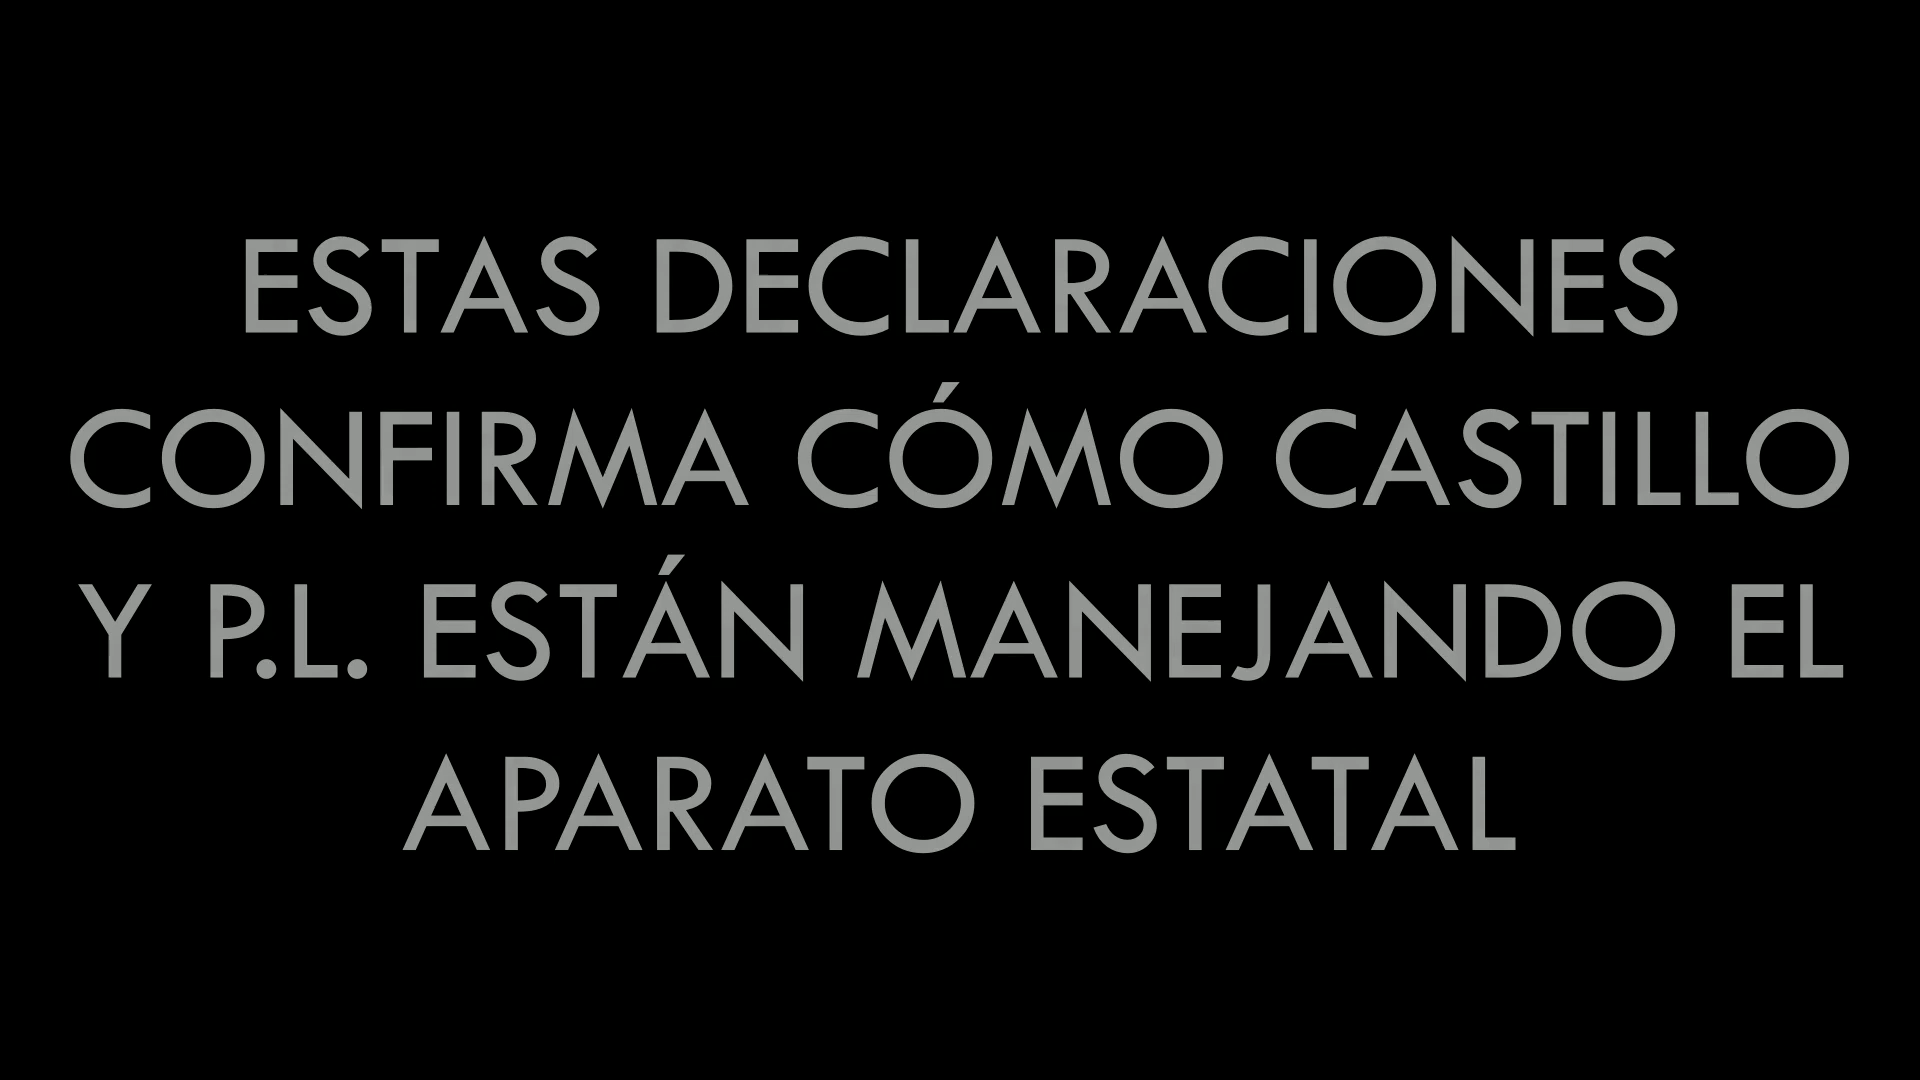 ESTAS DECLARACIONES
CONFIRMA CÓMO CASTILLO
Y P.L. ESTÁN MANEJANDO EL
APARATO ESTATAL